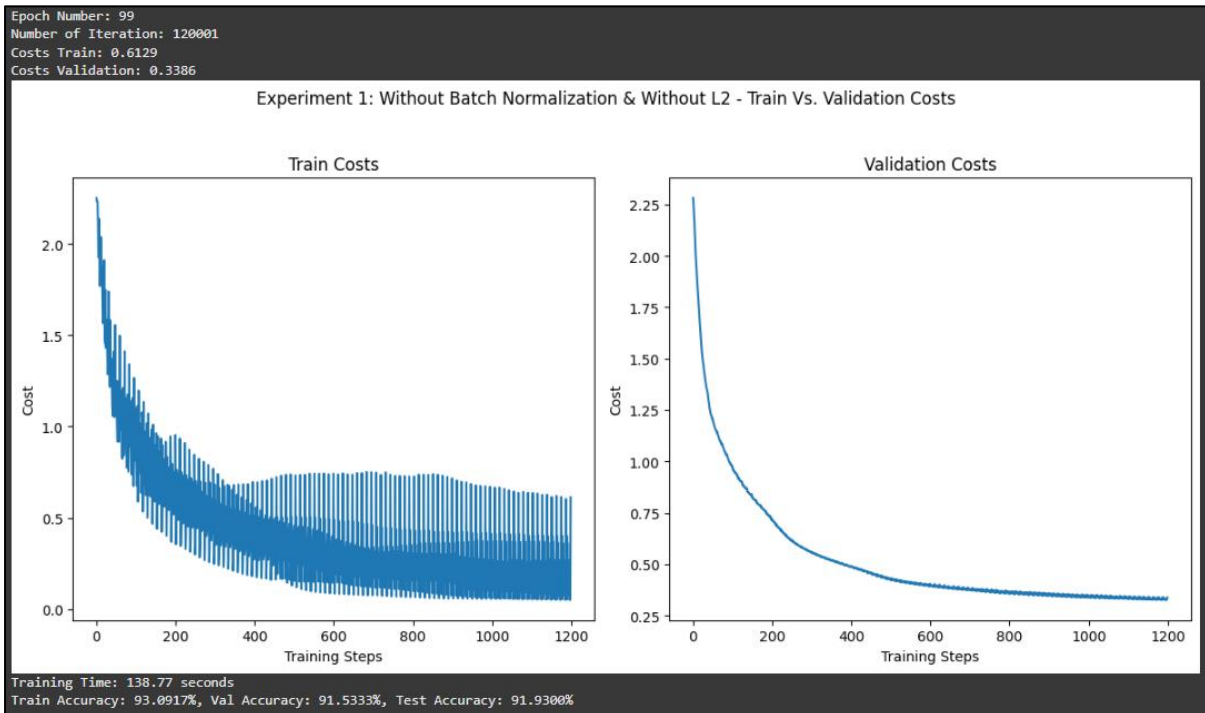 Epoch Number: 99
Number of Iteration: 120001
Costs Train: 0.6129
Costs Validation: 0.3386
Experiment 1: Without Batch Normalization & Without L2 - Train Vs. Validation Costs
Train Costs
2.0
1.5
1.0
0.5
0.0
Cost
0 200 400 600 800 1000 1200
Training Steps
Validation Costs
2.25
2.00
1.75
1.50
1.25
1.00
0.75
0.50
0.25
Cost
0 200 400 600 800 1000 1200
Training Steps
Training Time: 138.77 seconds
Train Accuracy: 93.0917%, Val Accuracy: 91.5333%, Test Accuracy: 91.9300%